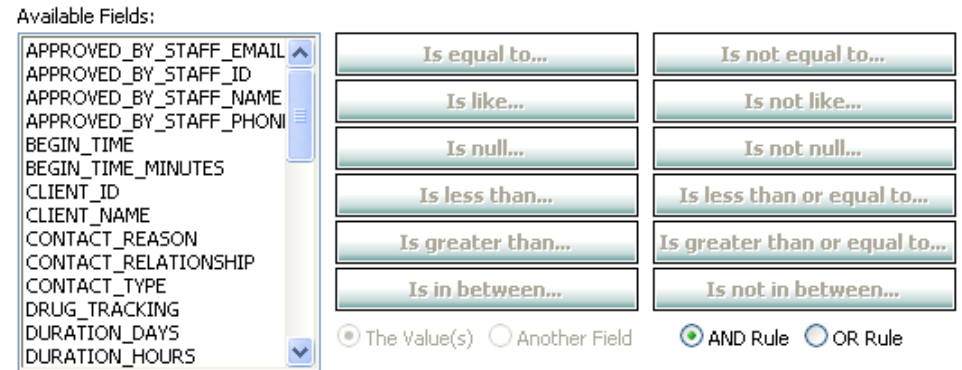 Available Fields:
APPROVED_BY_STAFF_EMAIL
APPROVED_BY_STAFF_ID
APPROVED_BY_STAFF_NAME
APPROVED_BY_STAFF_PHON
BEGIN_TIME
BEGIN_TIME_MINUTES
CLIENT_ID
CLIENT_NAME
CONTACT_REASON
CONTACT_RELATIONSHIP
CONTACT_TYPE
DRUG_TRACKING
DURATION_DAYS
DURATION_HOURS
Is equal to... Is not equal to...
Is like... Is not like...
Is null... Is not null...
Is less than... Is less than or equal to...
Is greater than... Is greater than or equal to...
Is in between... Is not in between...
The Value(s) Another Field AND Rule OR Rule